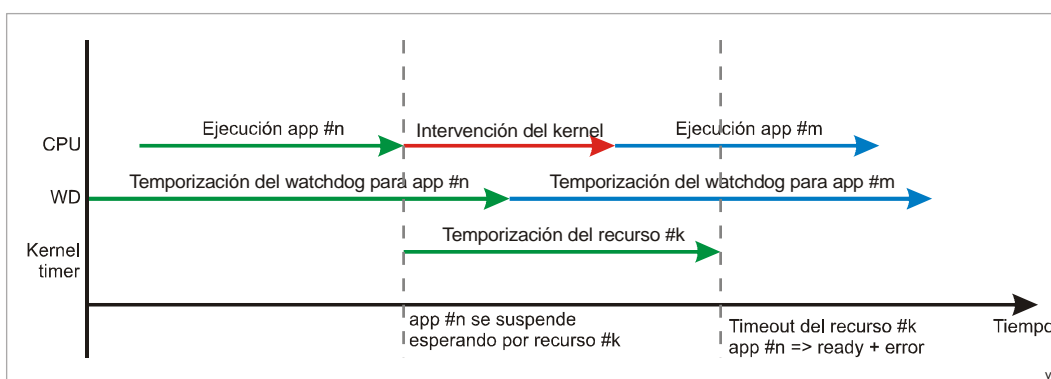 Ejecución app #n
Intervención del kernel
Ejecución app #m
CPU
Temporización del watchdog para app #n
Temporización del watchdog para app #m
WD
Temporización del recurso #k
Kernel
timer
app #n se suspende
esperando por recurso #k
Timeout del recurso #k
app #n => ready + error
Tiempo